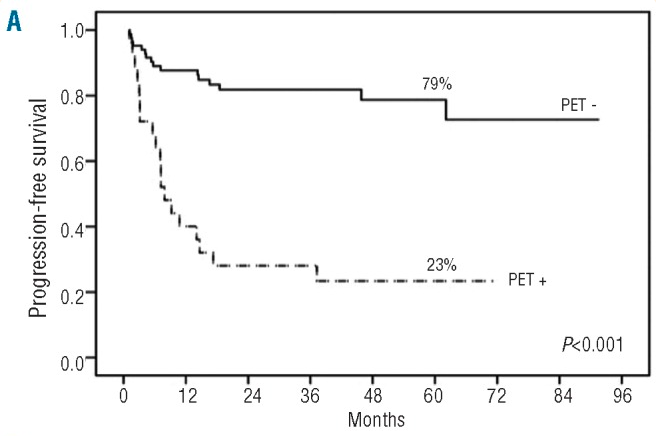 A
Progression-free survival
1.0
0.8
0.6
0.4
0.2
0.0
79%
PET -
23%
PET +
P<0.001
0 12 24 36 48 60 72 84 96
Months